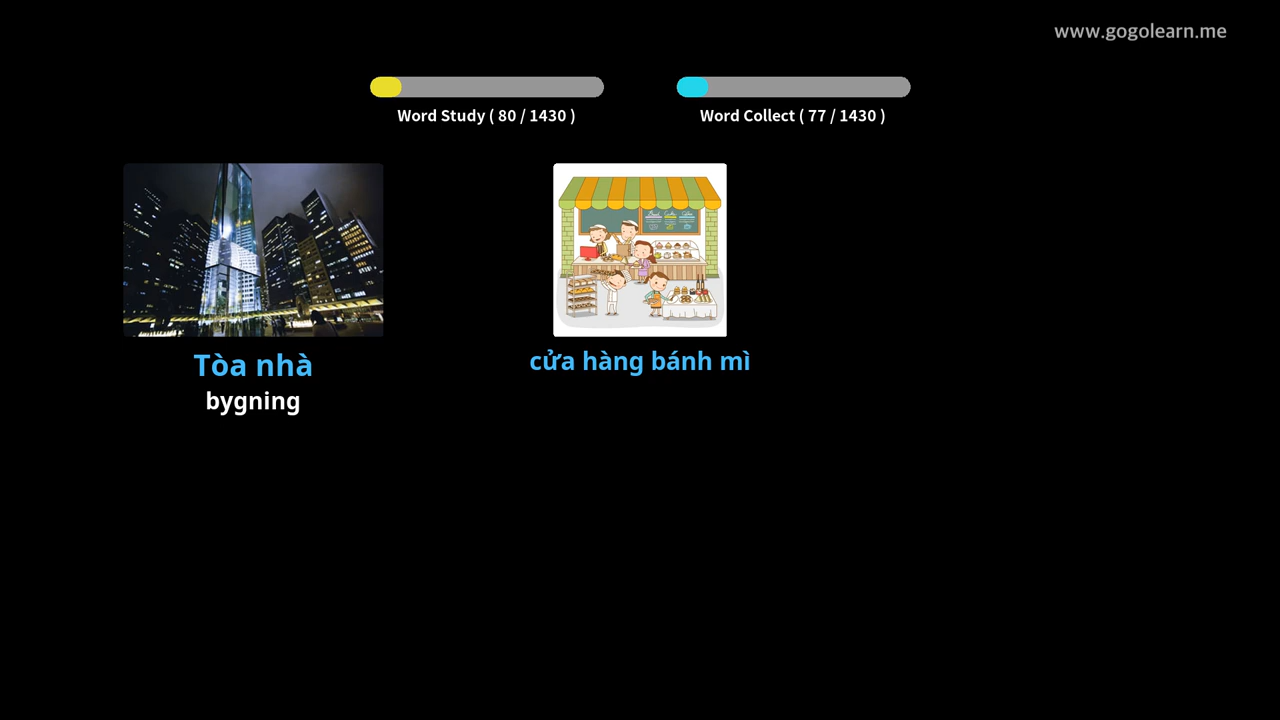 www.gogolearn.me
Word Study ( 80 / 1430 )
Word Collect ( 77 / 1430 )
Tòa nhà
bygning
cửa hàng bánh mì